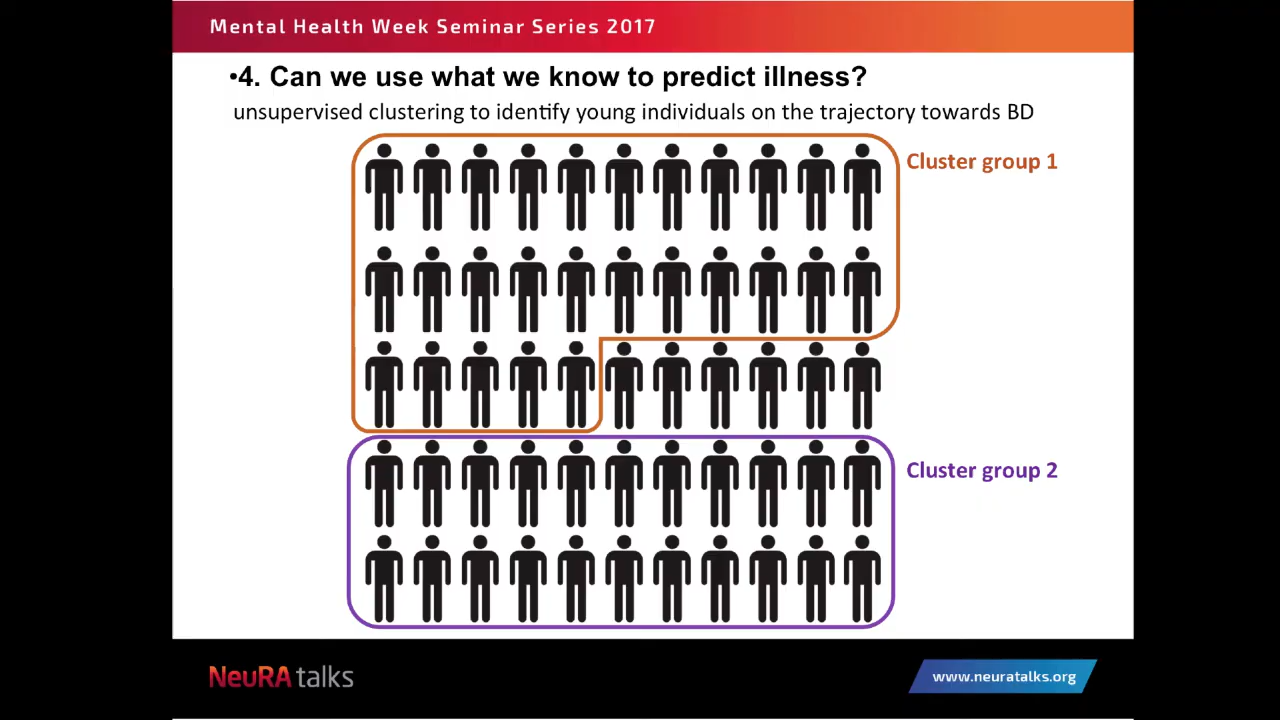 Mental Health Week Seminar Series 2017
•4. Can we use what we know to predict illness?
unsupervised clustering to identify young individuals on the trajectory towards BD
Cluster group 1
Cluster group 2
NeuRA talks
www.neuratalks.org